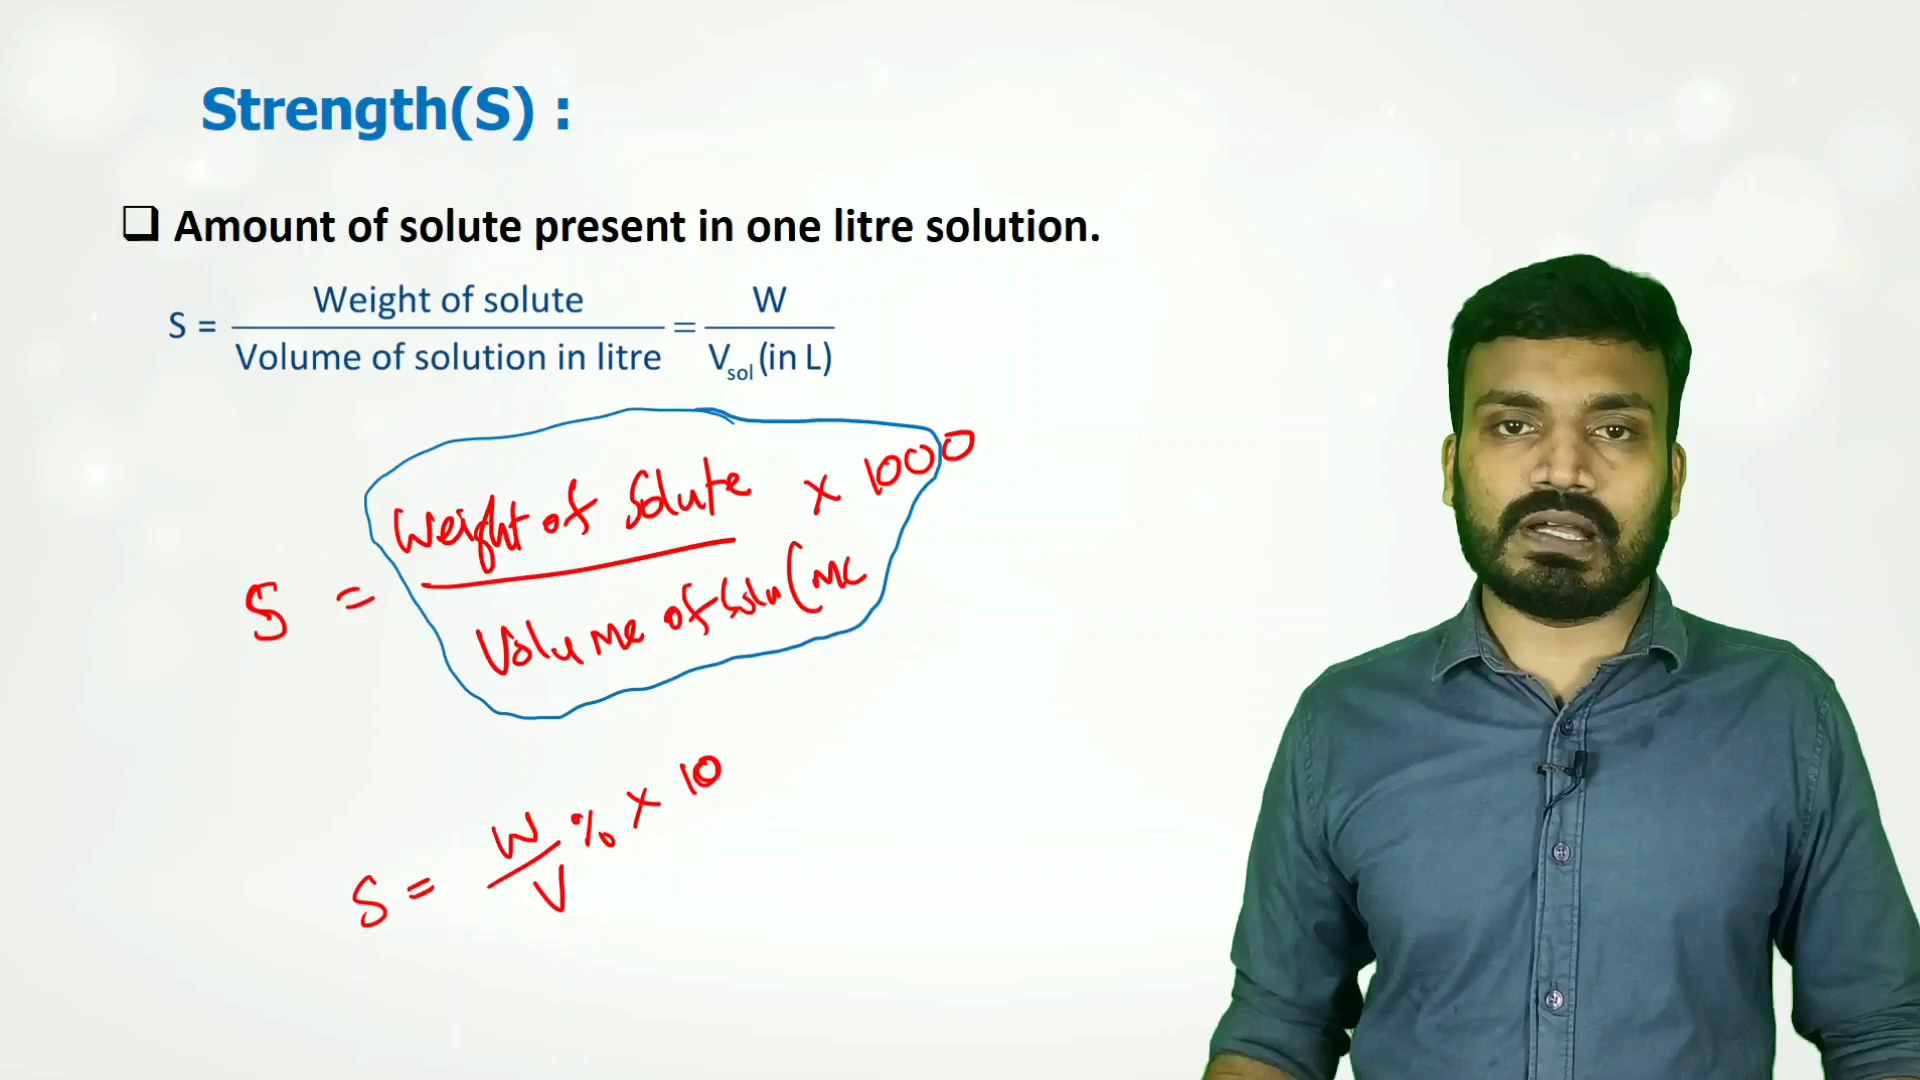 Strength(S) :
❑ Amount of solute present in one litre solution.
S = Weight of solute / Volume of solution in litre = W / Vsol (in L)
S = Weight of Solute × 1000 / Volume of soln (ML
S = W/V % × 10